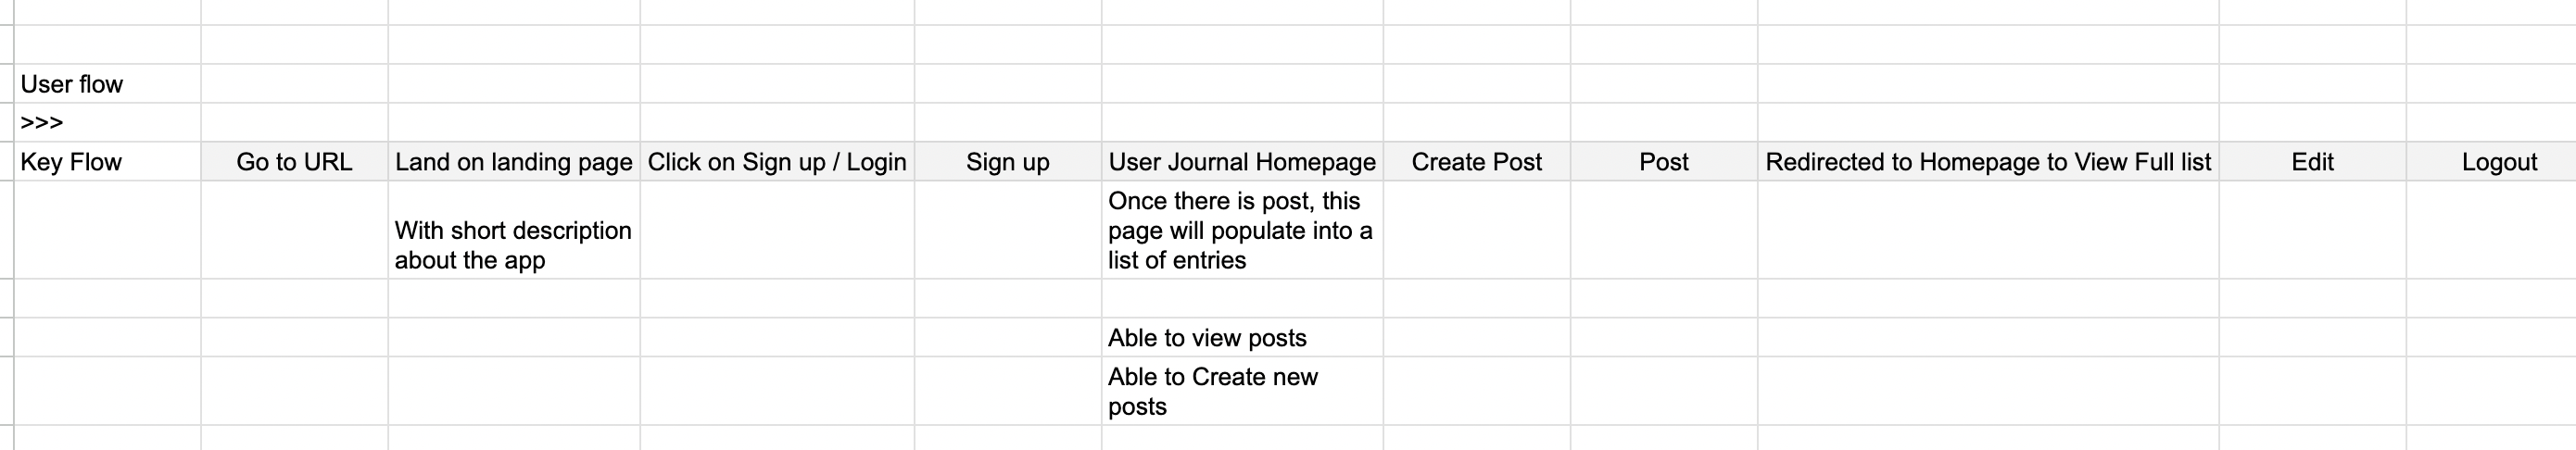 User flow
>>>
Key Flow Go to URL Land on landing page Click on Sign up / Login Sign up User Journal Homepage Create Post Post Redirected to Homepage to View Full list Edit Logout
With short description
about the app
Once there is post, this
page will populate into a
list of entries
Able to view posts
Able to Create new
posts